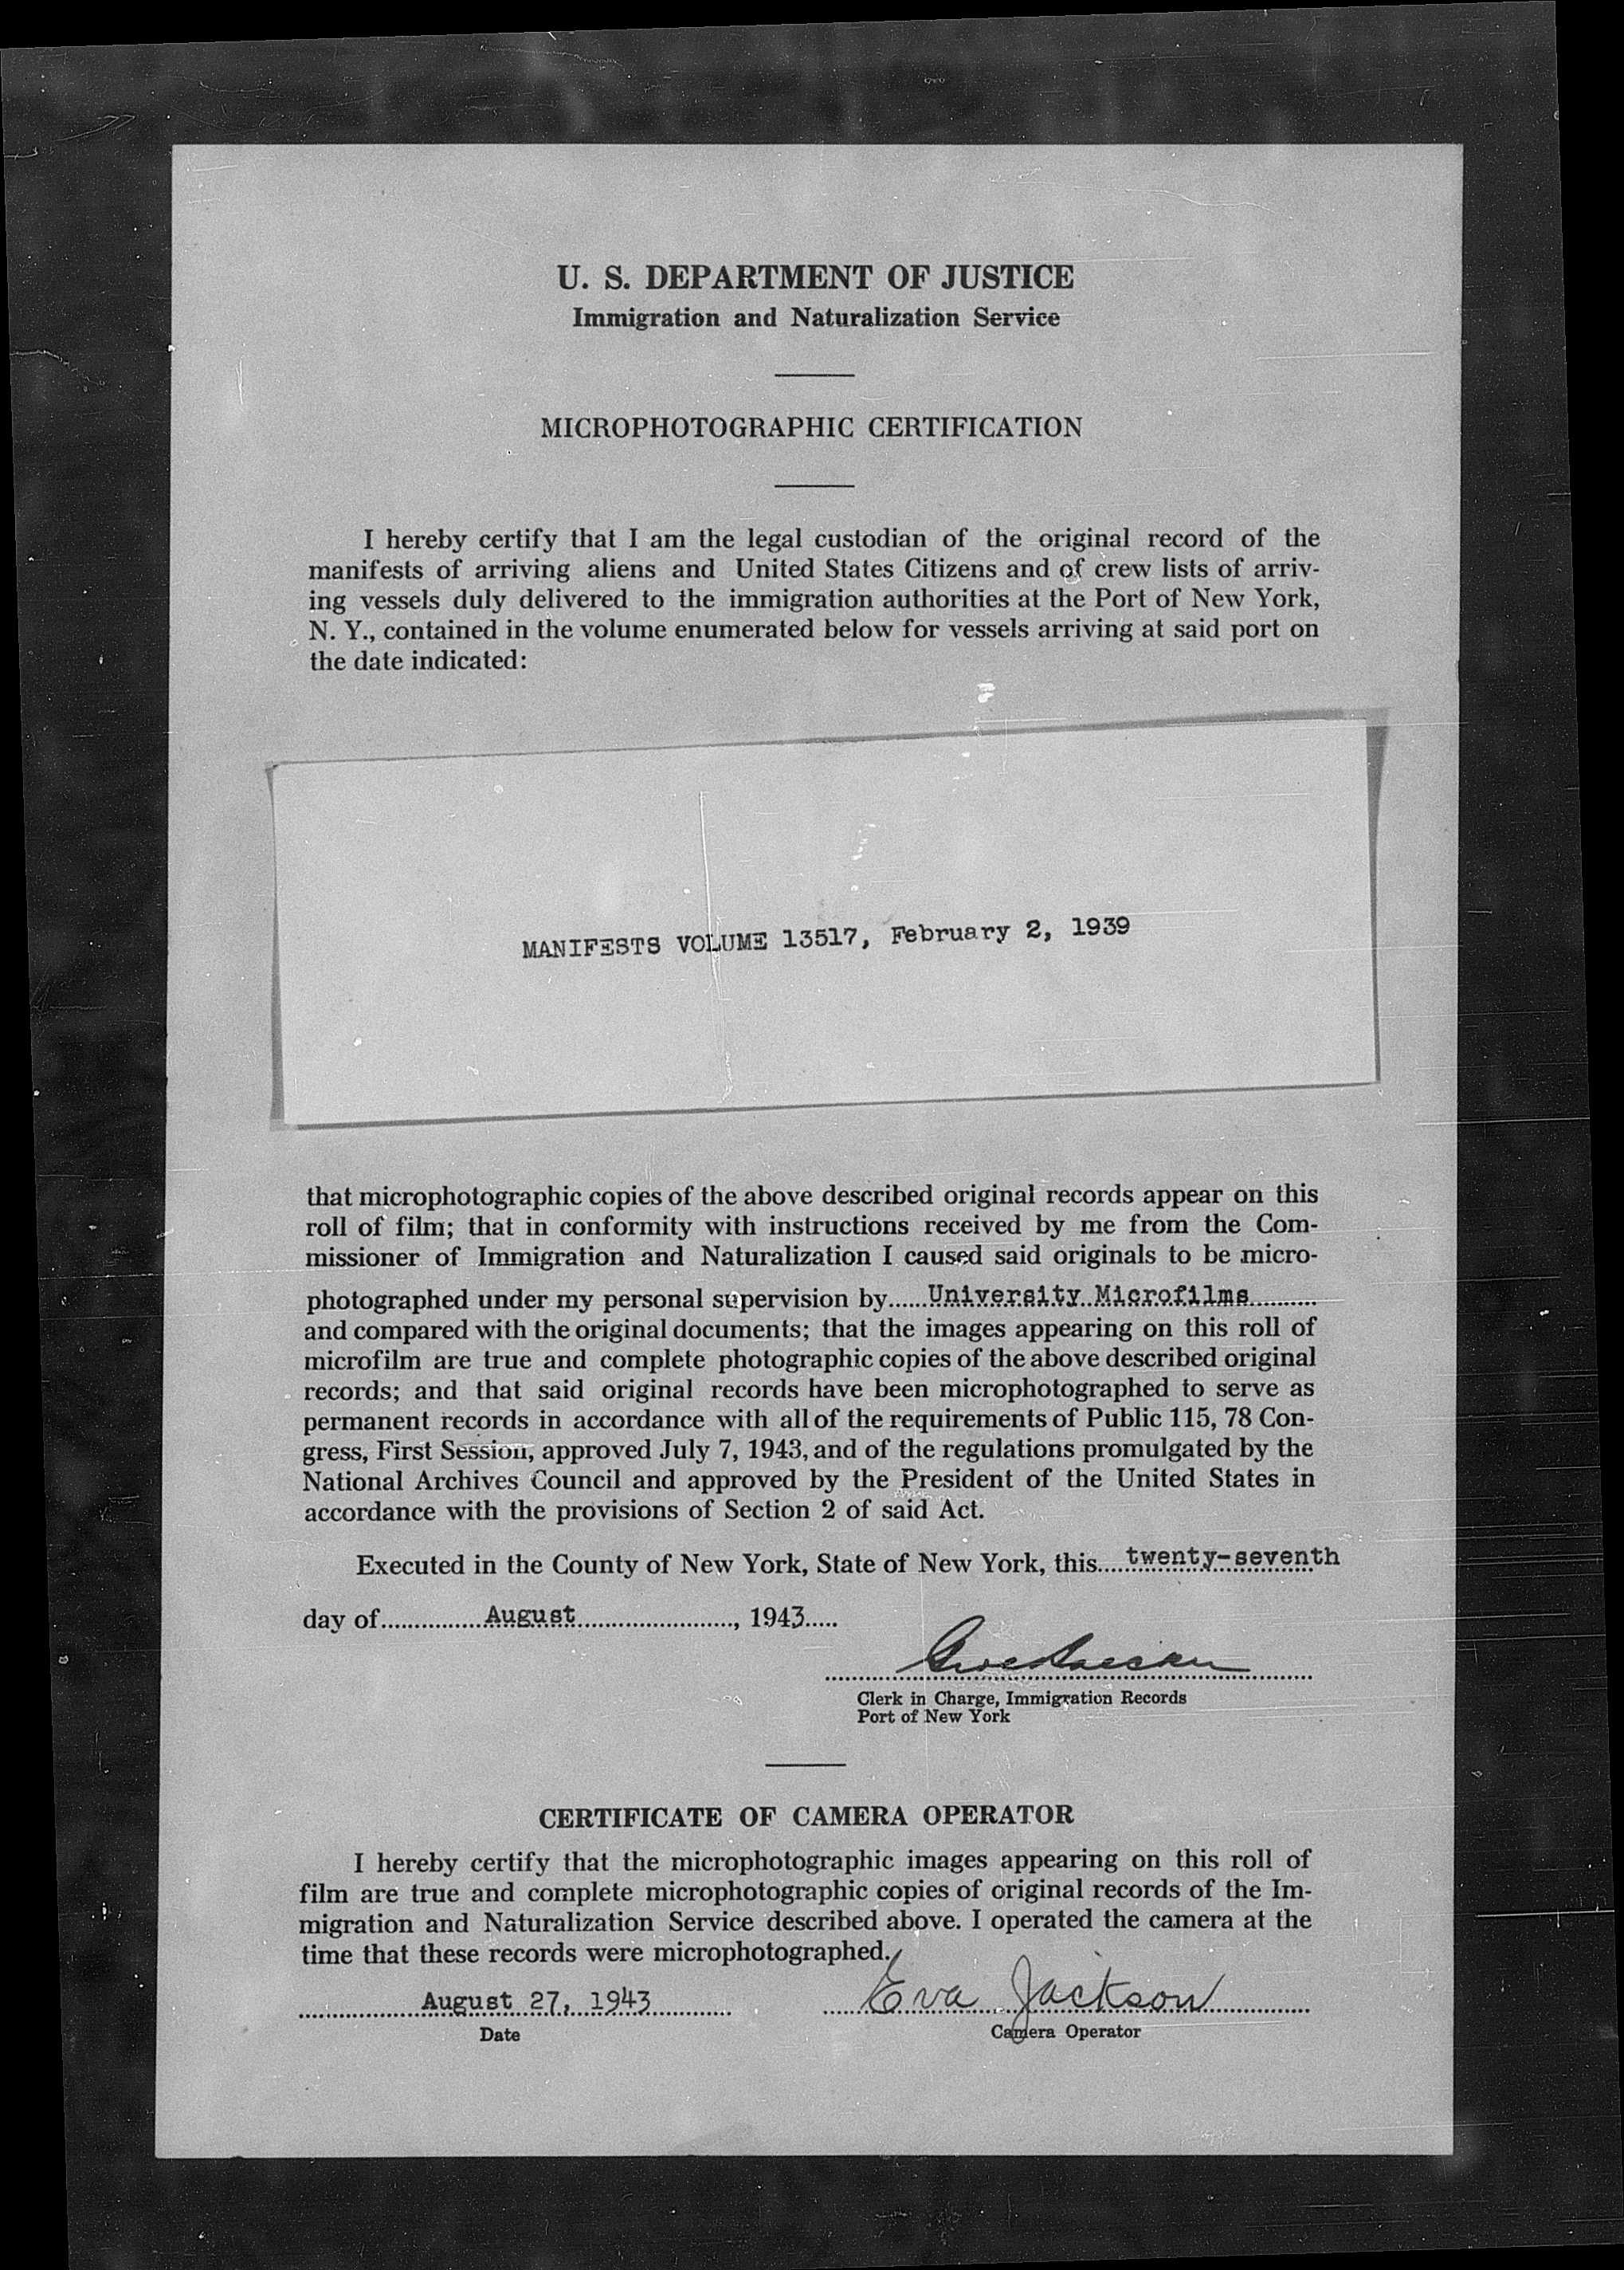 U. S. DEPARTMENT OF JUSTICE
Immigration and Naturalization Service
MICROPHOTOGRAPHIC CERTIFICATION
I hereby certify that I am the legal custodian of the original record of the
manifests of arriving aliens and United States Citizens and of crew lists of arriv-
ing vessels duly delivered to the immigration authorities at the Port of New York,
N. Y., contained in the volume enumerated below for vessels arriving at said port on
the date indicated:
MANIFESTS VOLUME 13517, February 2, 1939
that microphotographic copies of the above described original records appear on this
roll of film; that in conformity with instructions received by me from the Com-
missioner of Immigration and Naturalization I caused said originals to be micro-
photographed under my personal supervision by......University Microfilms..........
and compared with the original documents; that the images appearing on this roll of
microfilm are true and complete photographic copies of the above described original
records; and that said original records have been microphotographed to serve as
permanent records in accordance with all of the requirements of Public 115, 78 Con-
gress, First Session, approved July 7, 1943, and of the regulations promulgated by the
National Archives Council and approved by the President of the United States in
accordance with the provisions of Section 2 of said Act.
Executed in the County of New York, State of New York, this....twenty-seventh
day of................August........................, 1943.....
Clerk in Charge, Immigration Records
Port of New York
CERTIFICATE OF CAMERA OPERATOR
I hereby certify that the microphotographic images appearing on this roll of
film are true and complete microphotographic copies of original records of the Im-
migration and Naturalization Service described above. I operated the camera at the
time that these records were microphotographed.
August 27, 1943 Eva Jackson
Date Camera Operator